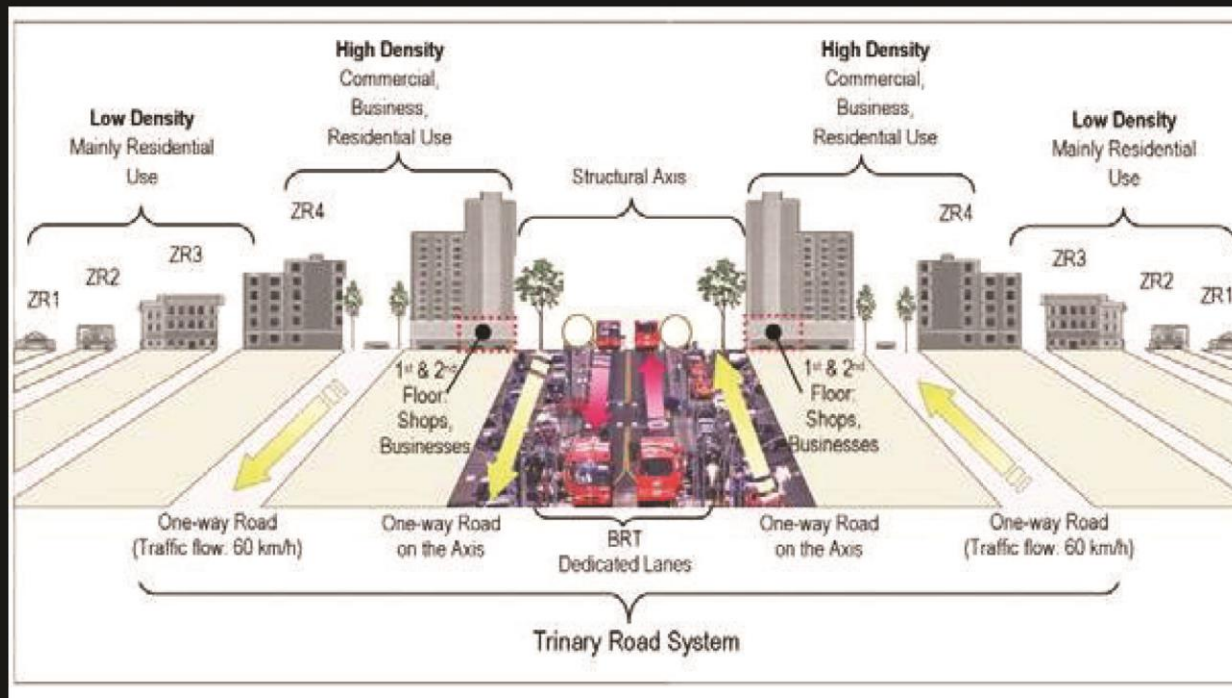 High Density
Commercial,
Business,
Residential Use
High Density
Commercial,
Business,
Residential Use
Low Density
Mainly Residential
Use
Low Density
Mainly Residential
Use
Structural Axis
ZR4
ZR3
ZR2
ZR1
ZR4
ZR3
ZR2
ZR1
1st & 2nd
Floor:
Shops,
Businesses
1st & 2nd
Floor:
Shops,
Businesses
One-way Road
(Traffic flow: 60 km/h)
One-way Road
on the Axis
BRT
Dedicated Lanes
One-way Road
on the Axis
One-way Road
(Traffic flow: 60 km/h)
Trinary Road System